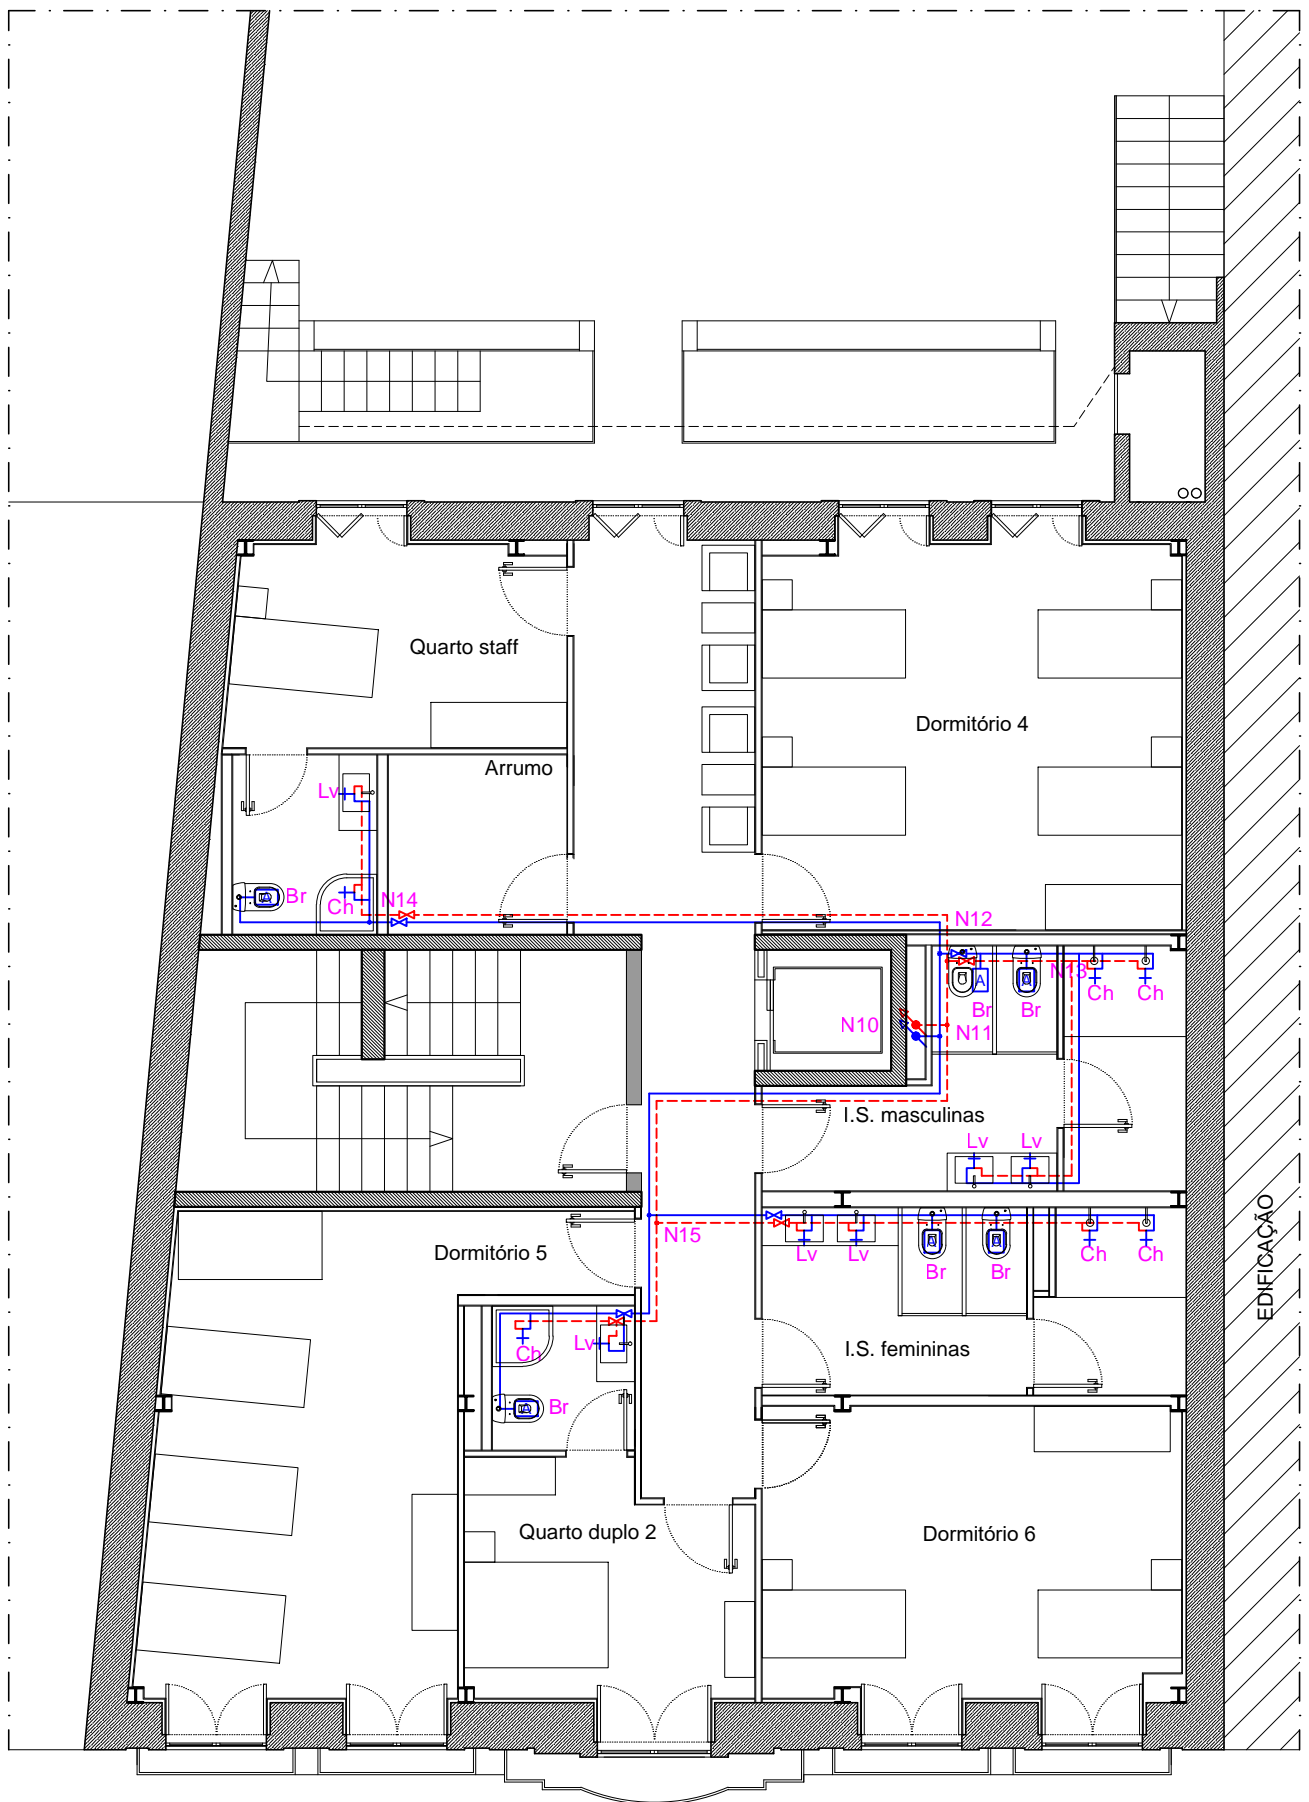 Quarto staff
Dormitório 4
Arrumo
Lv
Br
Ch
N14
N12
N13
A
A
A
Ch
Ch
Br
Br
N10
N11
I.S. masculinas
Lv
Lv
EDIFICAÇÃO
Dormitório 5
N15
Lv
Lv
A
A
Ch
Ch
Br
Br
I.S. femininas
Ch
Lv
A
Br
Quarto duplo 2
Dormitório 6